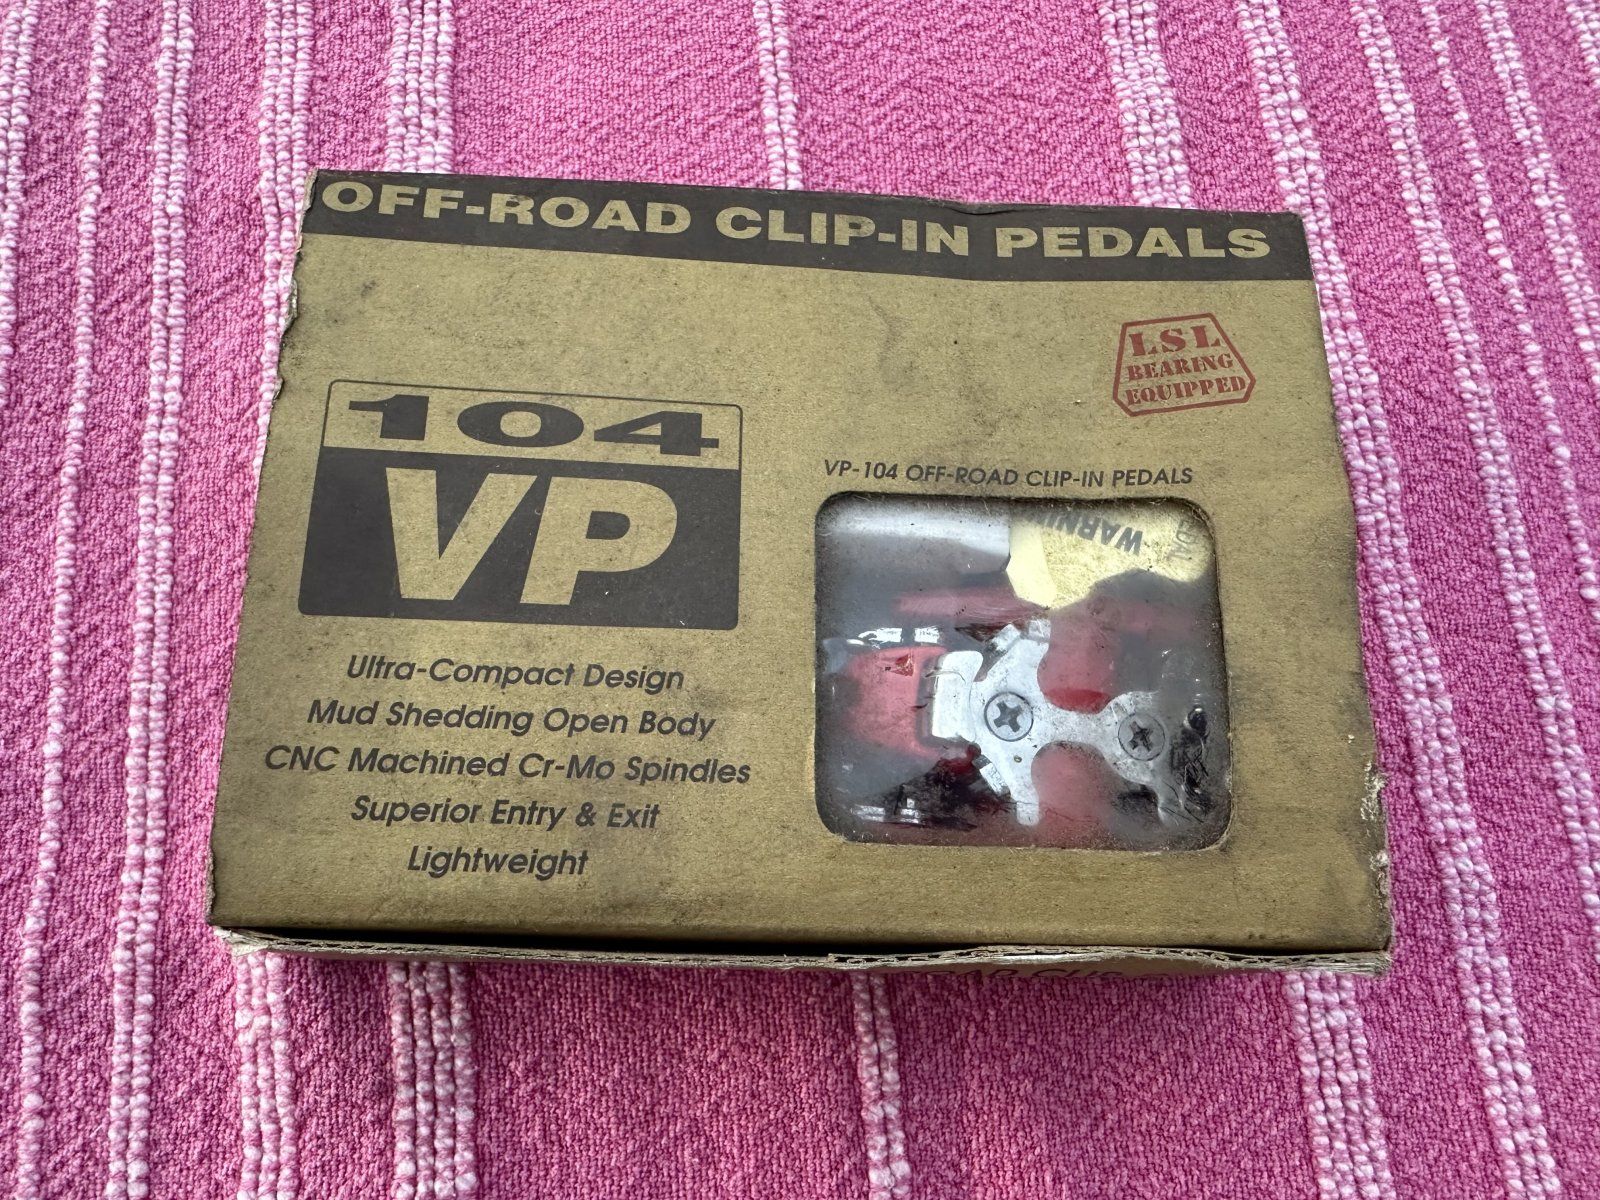 OFF-ROAD CLIP-IN PEDALS
LSL
BEARING
EQUIPPED
104
VP
VP-104 OFF-ROAD CLIP-IN PEDALS
Ultra-Compact Design
Mud Shedding Open Body
CNC Machined Cr-Mo Spindles
Superior Entry & Exit
Lightweight